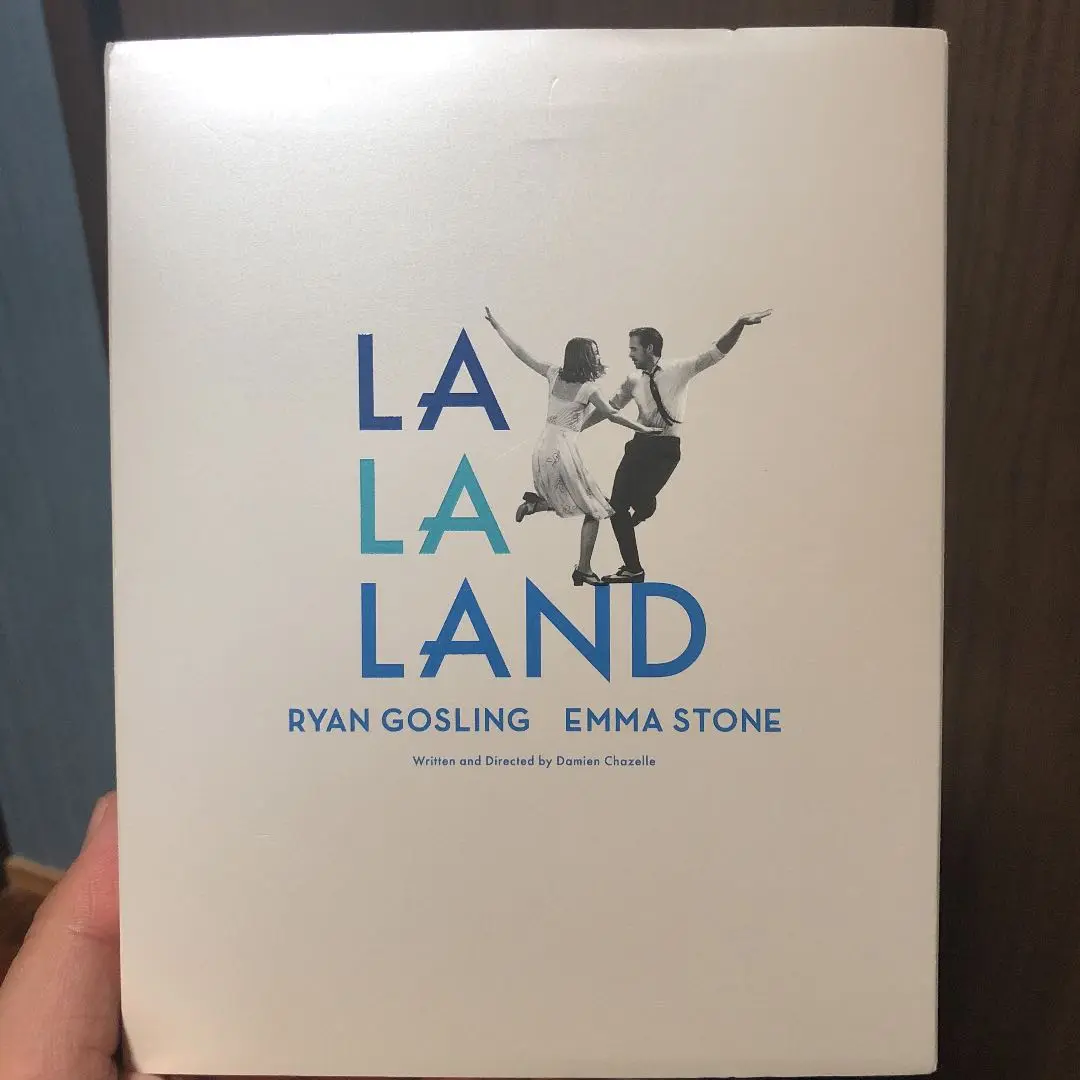 LA
LA
LAND
RYAN GOSLING EMMA STONE
Written and Directed by Damien Chazelle